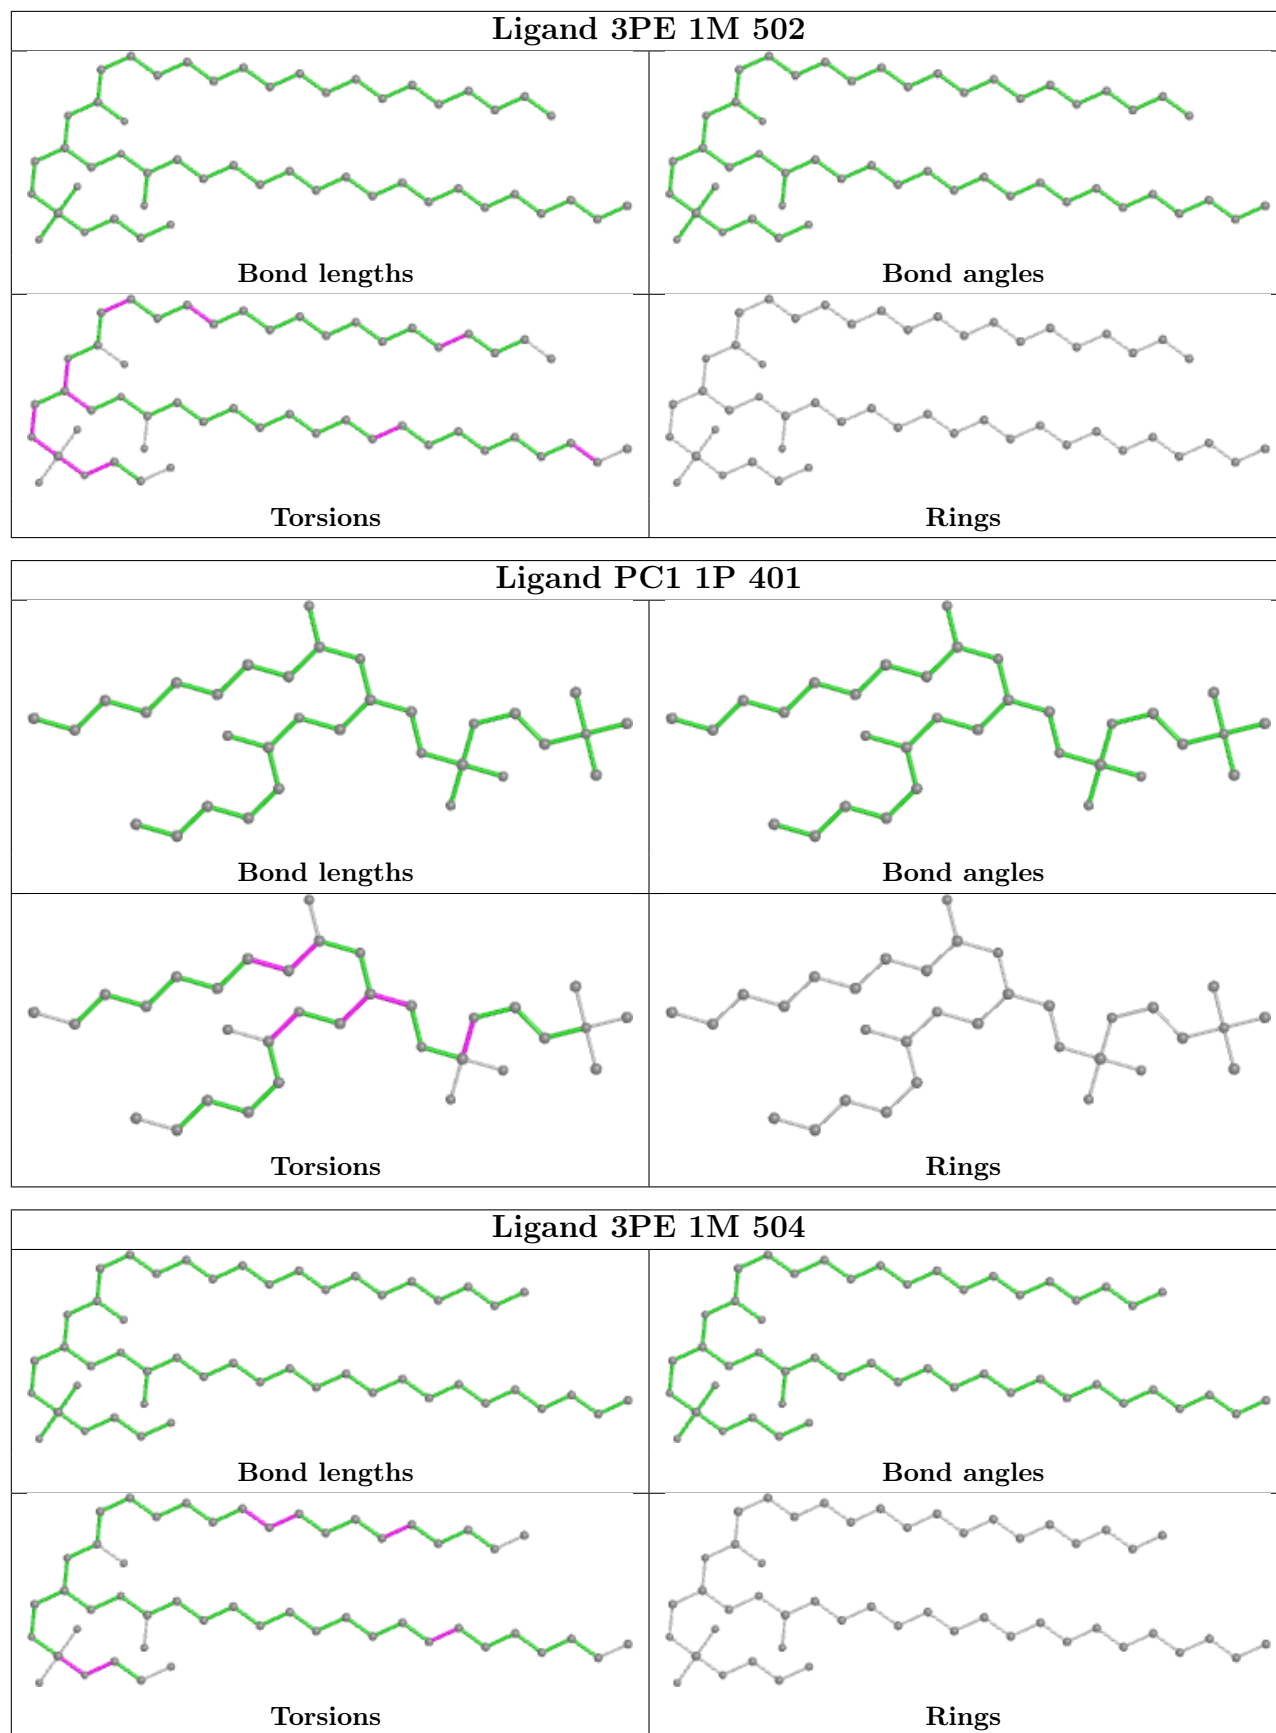 Ligand 3PE 1M 502
Bond lengths
Bond angles
Torsions
Rings
Ligand PC1 1P 401
Bond lengths
Bond angles
Torsions
Rings
Ligand 3PE 1M 504
Bond lengths
Bond angles
Torsions
Rings